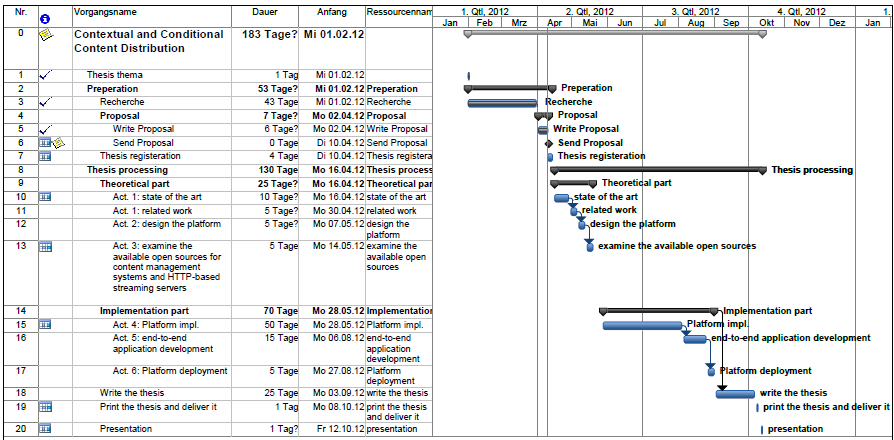 Nr. Vorgangsname Dauer Anfang Ressourcennam 1. Qtl, 2012 2. Qtl, 2012 3. Qtl, 2012 4. Qtl, 2012 1.
Jan Feb Mrz Apr Mai Jun Jul Aug Sep Okt Nov Dez Jan
0 Contextual and Conditional 183 Tage? Mi 01.02.12
Content Distribution
1 Thesis thema 1 Tag Mi 01.02.12
2 Preperation 53 Tage? Mi 01.02.12 Preperation Preperation
3 Recherche 43 Tage Mi 01.02.12 Recherche Recherche
4 Proposal 7 Tage? Mo 02.04.12 Proposal Proposal
5 Write Proposal 6 Tage? Mo 02.04.12 Write Proposal Write Proposal
6 Send Proposal 0 Tage Di 10.04.12 Send Proposal Send Proposal
7 Thesis registeration 4 Tage Di 10.04.12 Thesis registera Thesis registeration
8 Thesis processing 130 Tage Mo 16.04.12 Thesis process Thesis processing
9 Theoretical part 25 Tage? Mo 16.04.12 Theoretical par Theoretical part
10 Act. 1: state of the art 10 Tage? Mo 16.04.12 state of the art state of the art
11 Act. 1: related work 5 Tage? Mo 30.04.12 related work related work
12 Act. 2: design the platform 5 Tage? Mo 07.05.12 design the design the platform
platform
13 Act. 3: examine the 5 Tage Mo 14.05.12 examine the examine the available open sources
available open sources for available open
content management sources
systems and HTTP-based
streaming servers
14 Implementation part 70 Tage Mo 28.05.12 Implementation Implementation part
15 Act. 4: Platform impl. 50 Tage Mo 28.05.12 Platform impl. Platform impl.
16 Act. 5: end-to-end 15 Tage Mo 06.08.12 end-to-end end-to-end application development
application development application
development
17 Act. 6: Platform deployment 5 Tage Mo 27.08.12 Platform Platform deployment
deployment
18 Write the thesis 25 Tage Mo 03.09.12 write the thesis write the thesis
19 Print the thesis and deliver it 1 Tag Mo 08.10.12 print the thesis print the thesis and deliver it
and deliver it
20 Presentation 1 Tag? Fr 12.10.12 presentation presentation